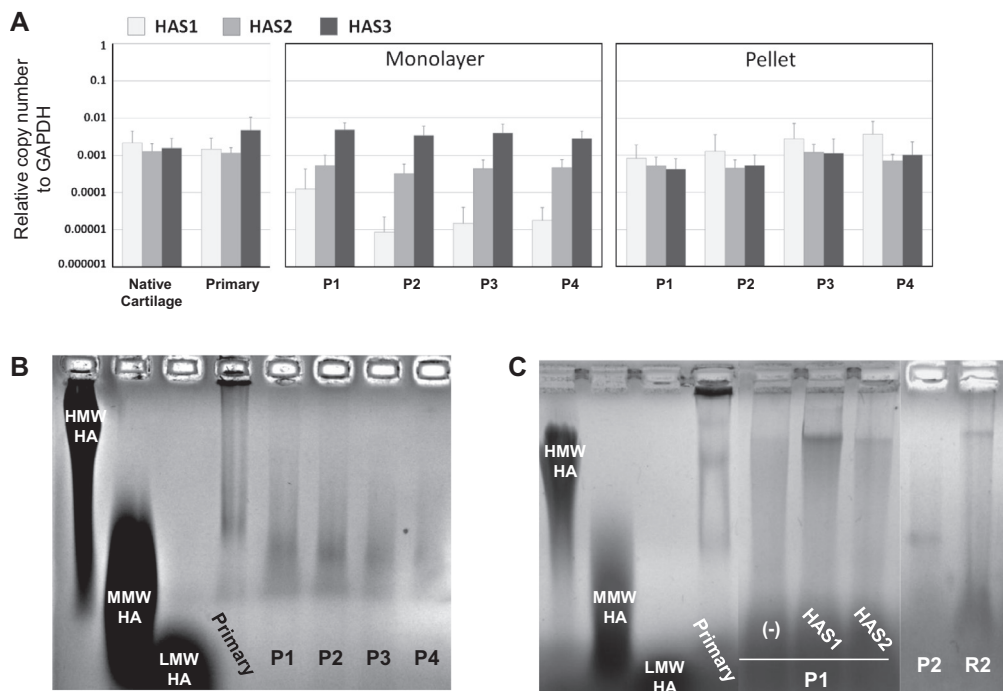 A
HAS1 HAS2 HAS3
Relative copy number
to GAPDH
1
0.1
0.01
0.001
0.0001
0.00001
0.000001
Native
Cartilage
Primary
Monolayer
P1 P2 P3 P4
Pellet
P1 P2 P3 P4
B
HMW
HA
MMW
HA
LMW
HA
Primary
P1 P2 P3 P4
C
HMW
HA
MMW
HA
LMW
HA
Primary
(-) HAS1 HAS2
P1
P2 R2